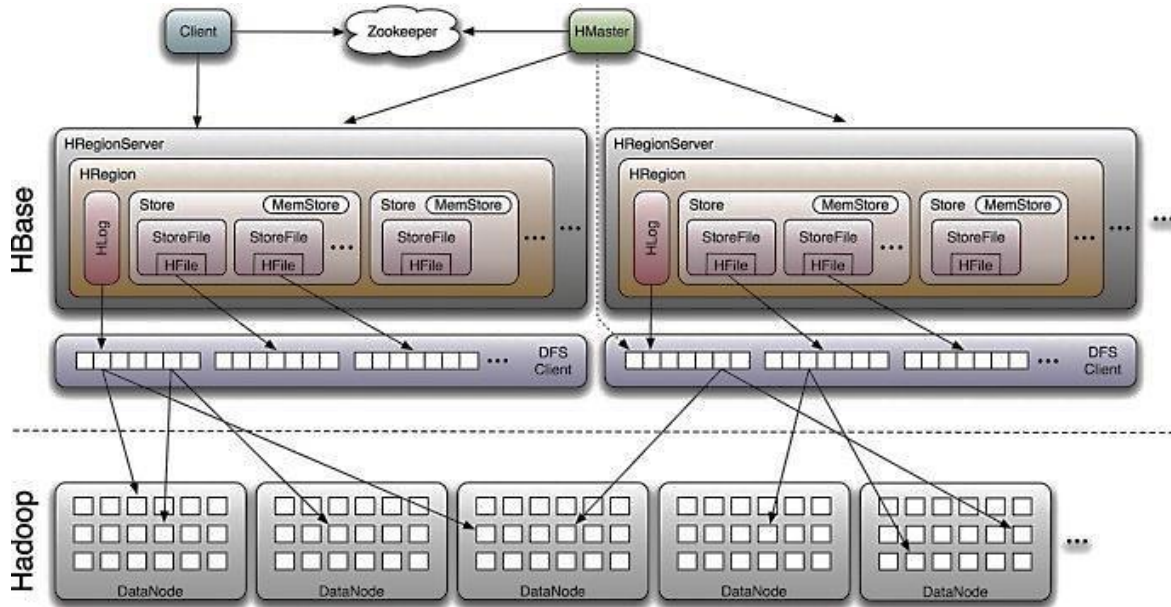 Client
Zookeeper
HMaster
HBase
HRegionServer
HRegion
HLog
Store
MemStore
StoreFile
HFile
StoreFile
HFile
...
Store
MemStore
StoreFile
HFile
...
...
HRegionServer
HRegion
HLog
Store
MemStore
StoreFile
HFile
StoreFile
HFile
...
Store
MemStore
StoreFile
HFile
...
...
...
...
DFS
Client
...
DFS
Client
Hadoop
DataNode
DataNode
DataNode
DataNode
DataNode
...